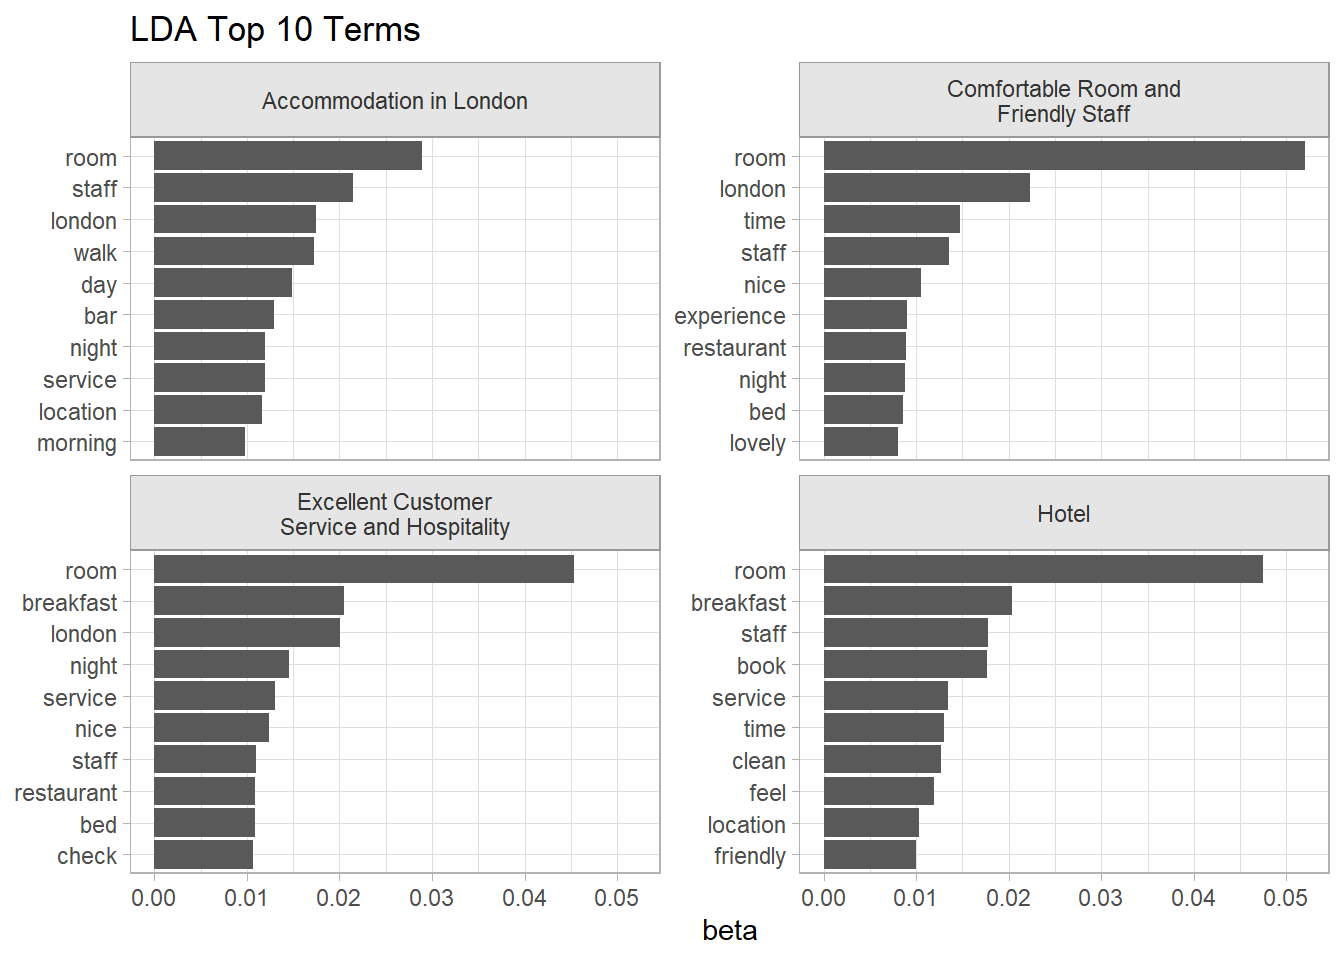 LDA Top 10 Terms
Accommodation in London
room
staff
london
walk
day
bar
night
service
location
morning
Comfortable Room and
Friendly Staff
room
london
time
staff
nice
experience
restaurant
night
bed
lovely
Excellent Customer
Service and Hospitality
room
breakfast
london
night
service
nice
staff
restaurant
bed
check
0.00 0.01 0.02 0.03 0.04 0.05
Hotel
room
breakfast
staff
book
service
time
clean
feel
location
friendly
0.00 0.01 0.02 0.03 0.04 0.05
beta